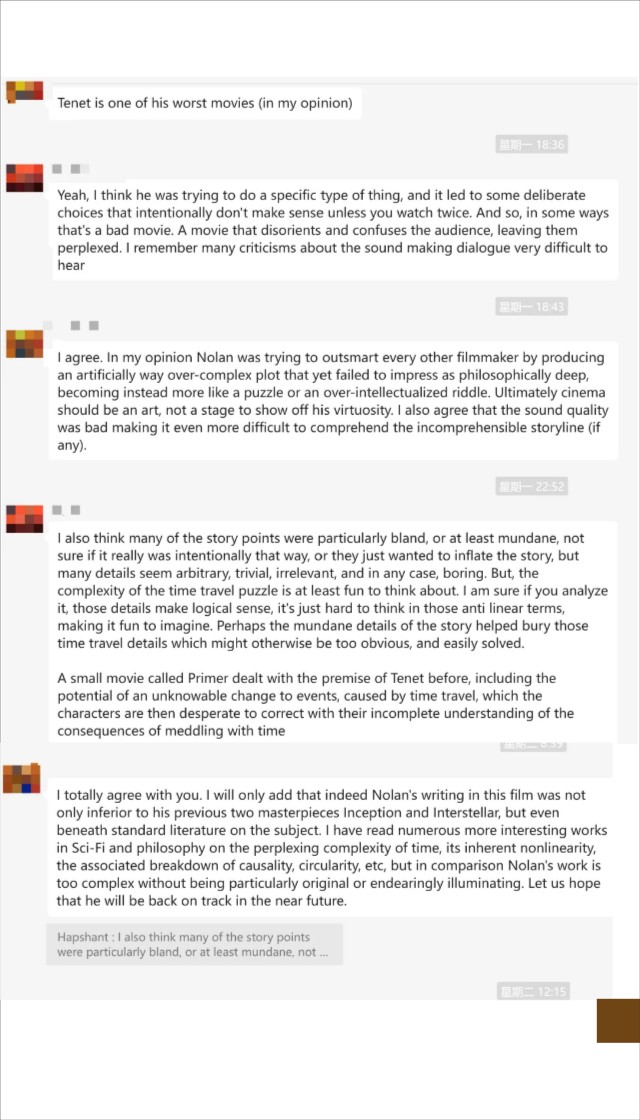 Tenet is one of his worst movies (in my opinion)
星期一 18:36
Yeah, I think he was trying to do a specific type of thing, and it led to some deliberate
choices that intentionally don't make sense unless you watch twice. And so, in some ways
that's a bad movie. A movie that disorients and confuses the audience, leaving them
perplexed. I remember many criticisms about the sound making dialogue very difficult to
hear
星期一 18:43
I agree. In my opinion Nolan was trying to outsmart every other filmmaker by producing
an artificially way over-complex plot that yet failed to impress as philosophically deep,
becoming instead more like a puzzle or an over-intellectualized riddle. Ultimately cinema
should be an art, not a stage to show off his virtuosity. I also agree that the sound quality
was bad making it even more difficult to comprehend the incomprehensible storyline (if
any).
星期一 22:52
I also think many of the story points were particularly bland, or at least mundane, not
sure if it really was intentionally that way, or they just wanted to inflate the story, but
many details seem arbitrary, trivial, irrelevant, and in any case, boring. But, the
complexity of the time travel puzzle is at least fun to think about. I am sure if you analyze
it, those details make logical sense, it's just hard to think in those anti linear terms,
making it fun to imagine. Perhaps the mundane details of the story helped bury those
time travel details which might otherwise be too obvious, and easily solved.
A small movie called Primer dealt with the premise of Tenet before, including the
potential of an unknowable change to events, caused by time travel, which the
characters are then desperate to correct with their incomplete understanding of the
consequences of meddling with time
I totally agree with you. I will only add that indeed Nolan's writing in this film was not
only inferior to his previous two masterpieces Inception and Interstellar, but even
beneath standard literature on the subject. I have read numerous more interesting works
in Sci-Fi and philosophy on the perplexing complexity of time, its inherent nonlinearity,
the associated breakdown of causality, circularity, etc, but in comparison Nolan's work is
too complex without being particularly original or endearingly illuminating. Let us hope
that he will be back on track in the near future.
Hapshant : I also think many of the story points
were particularly bland, or at least mundane, not ...
星期二 12:15